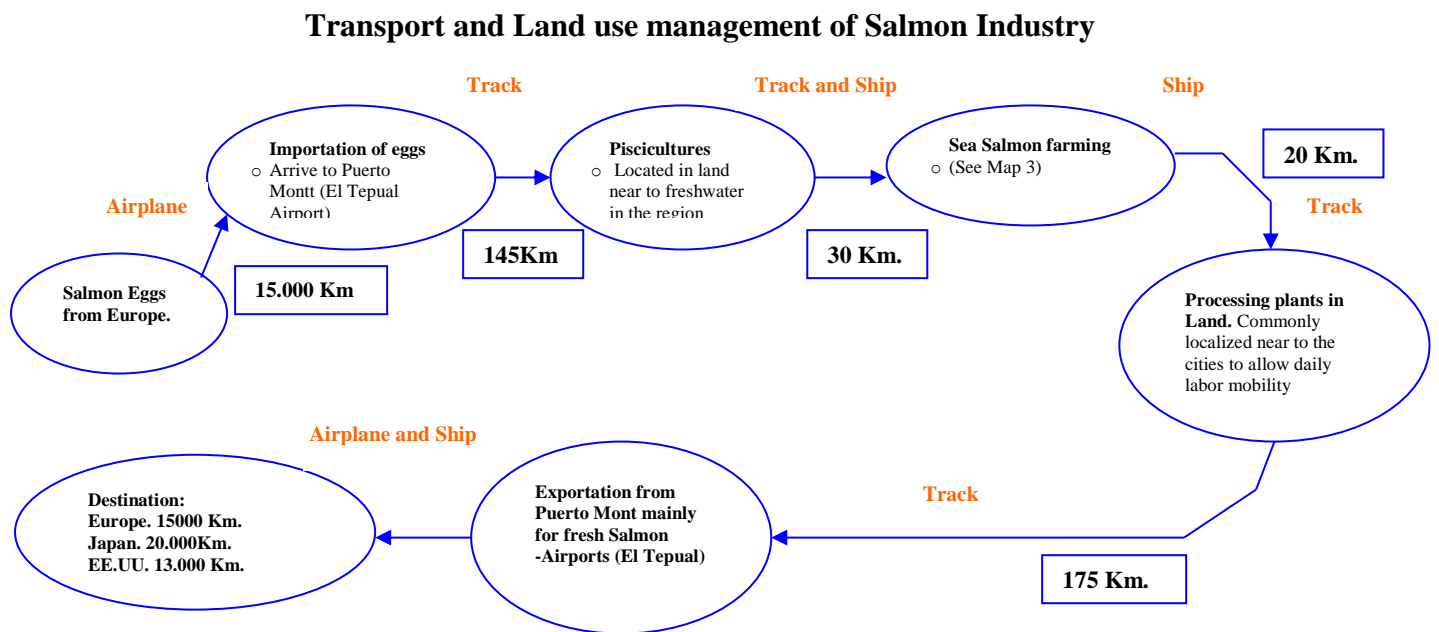 Transport and Land use management of Salmon Industry
Track
Track and Ship
Ship
Airplane
Importation of eggs
○ Arrive to Puerto
Montt (El Tepual
Airport)
Piscicultures
○ Located in land
near to freshwater
in the region
Sea Salmon farming
○ (See Map 3)
20 Km.
Track
145Km
30 Km.
15.000 Km
Salmon Eggs
from Europe.
Processing plants in
Land. Commonly
localized near to the
cities to allow daily
labor mobility
Airplane and Ship
Track
Destination:
Europe. 15000 Km.
Japan. 20.000Km.
EE.UU. 13.000 Km.
Exportation from
Puerto Mont mainly
for fresh Salmon
-Airports (El Tepual)
175 Km.